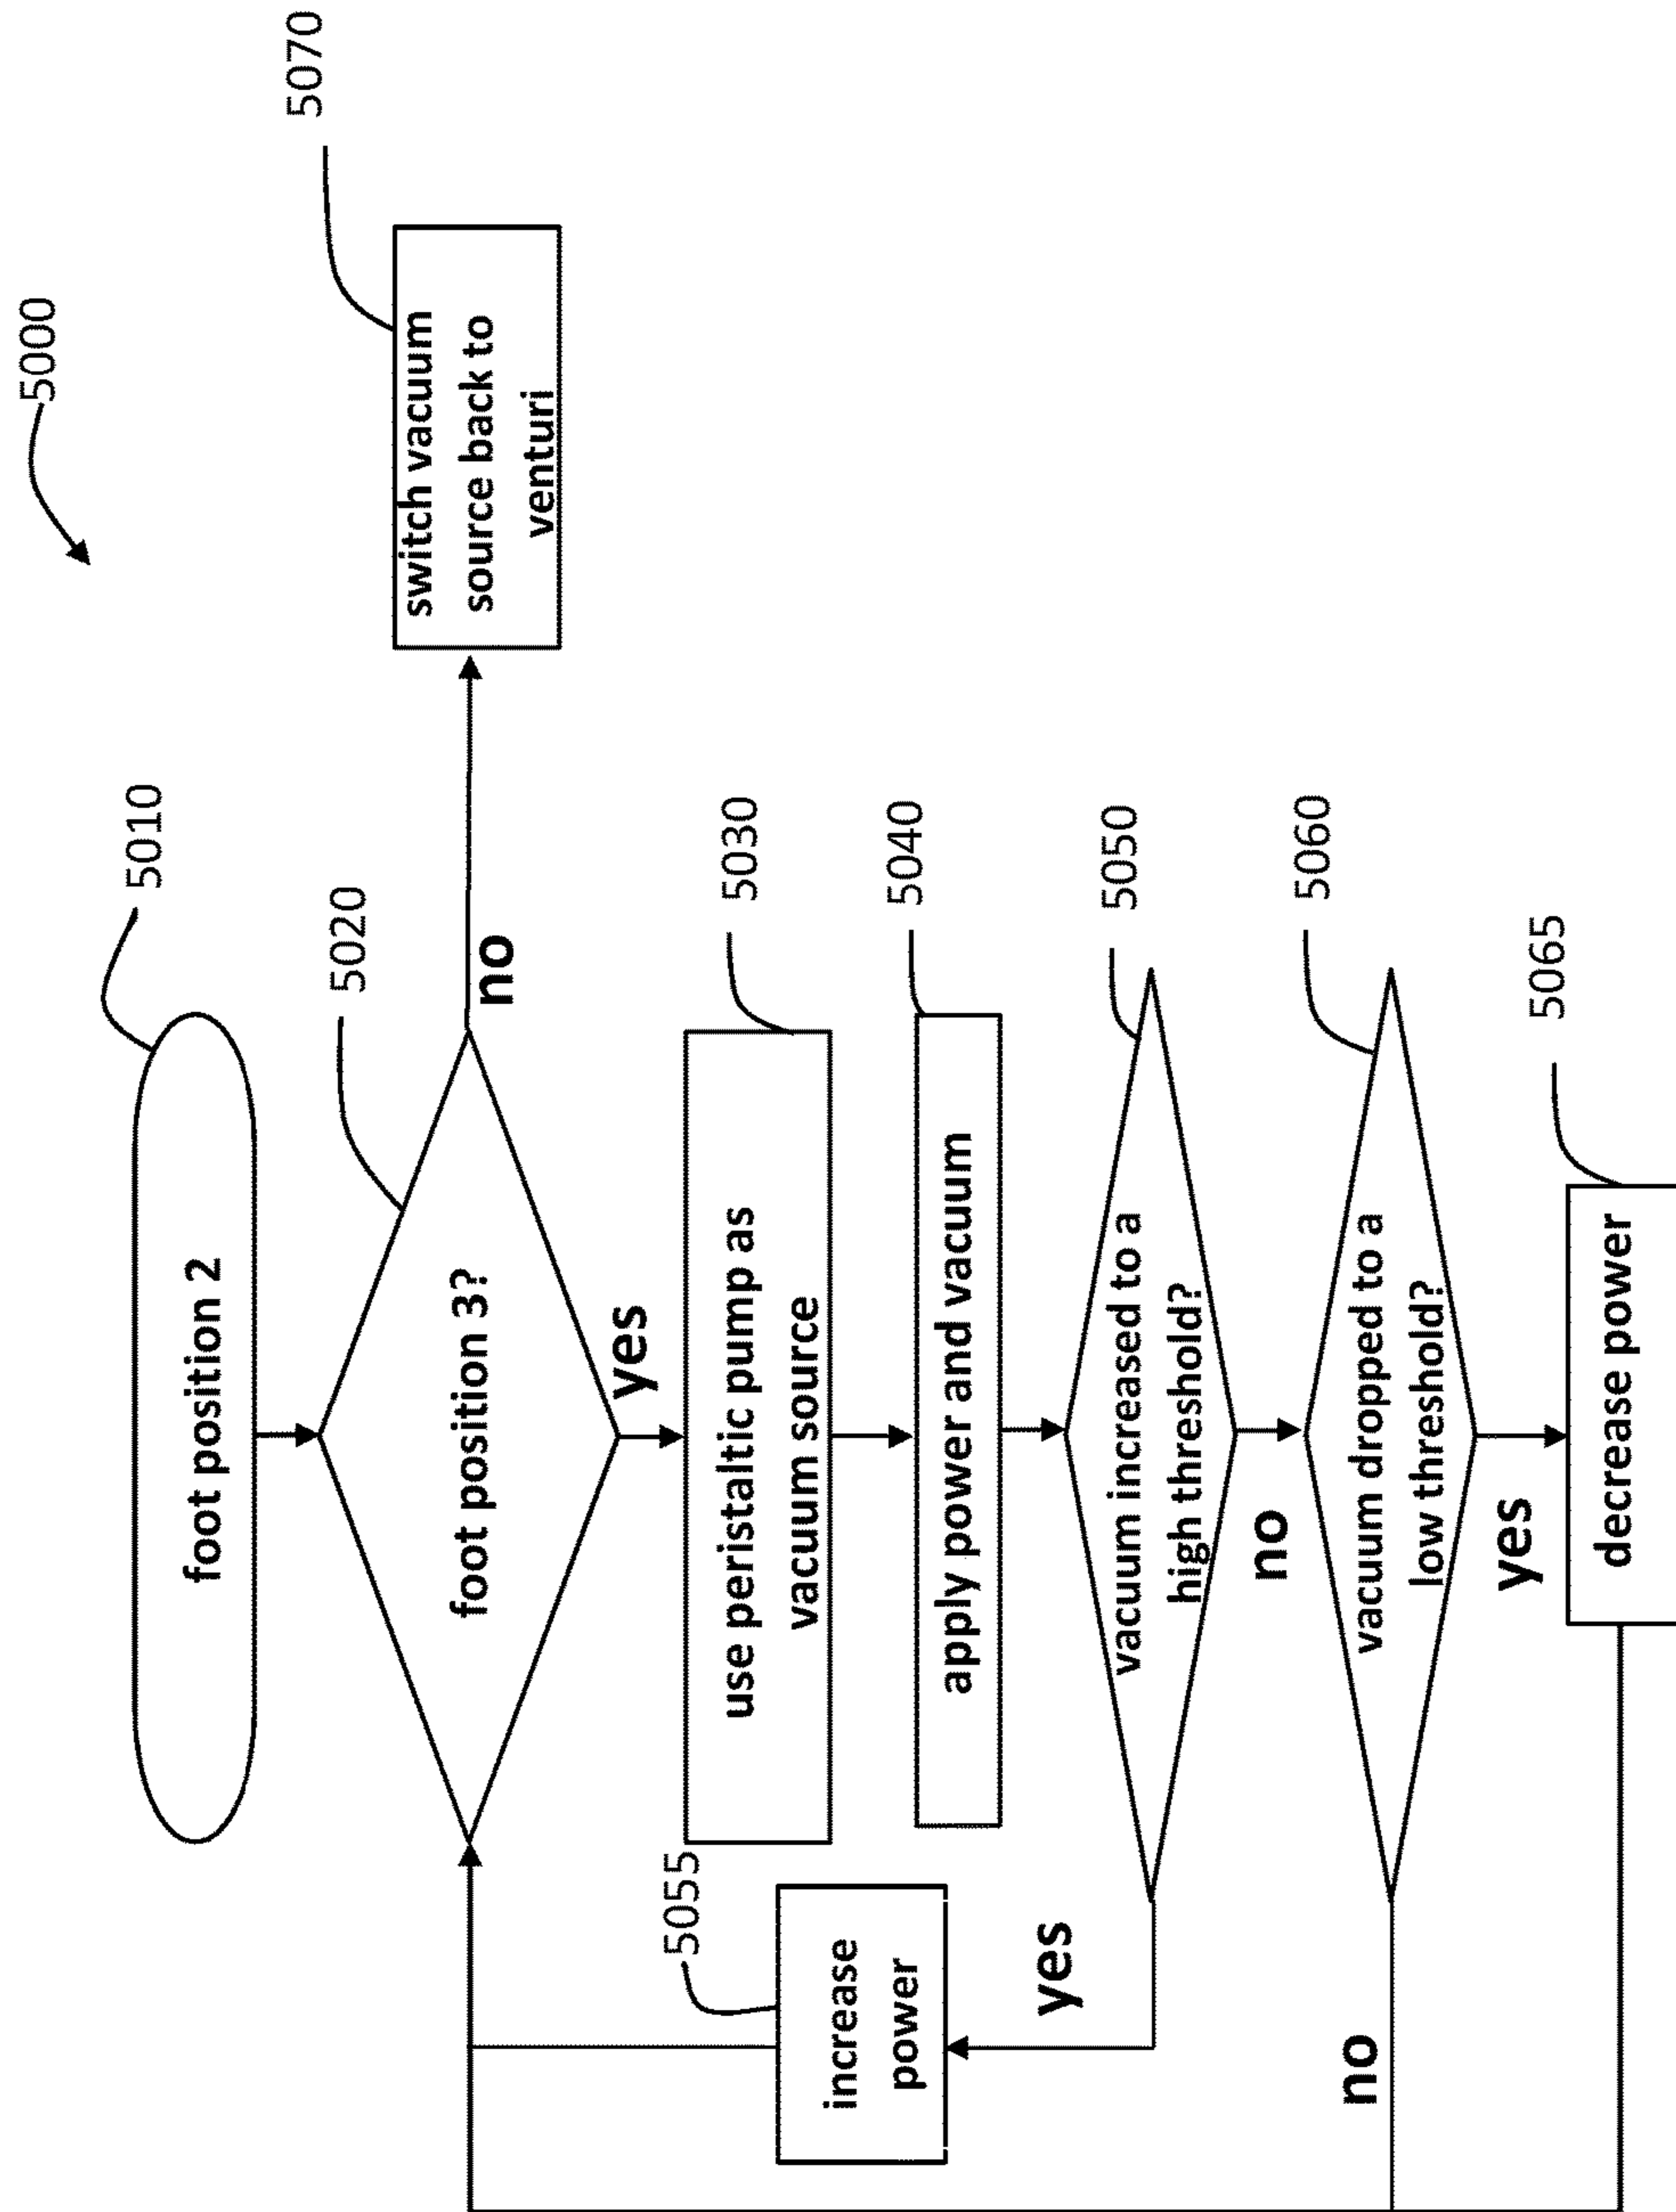 5000
5010
foot position 2
5020
foot position 3?
no
5070
switch vacuum
source back to
venturi
yes
5030
use peristaltic pump as
vacuum source
5040
apply power and vacuum
5050
vacuum increased to a
high threshold?
yes
5055
increase
power
no
5060
vacuum dropped to a
low threshold?
no
yes
5065
decrease power